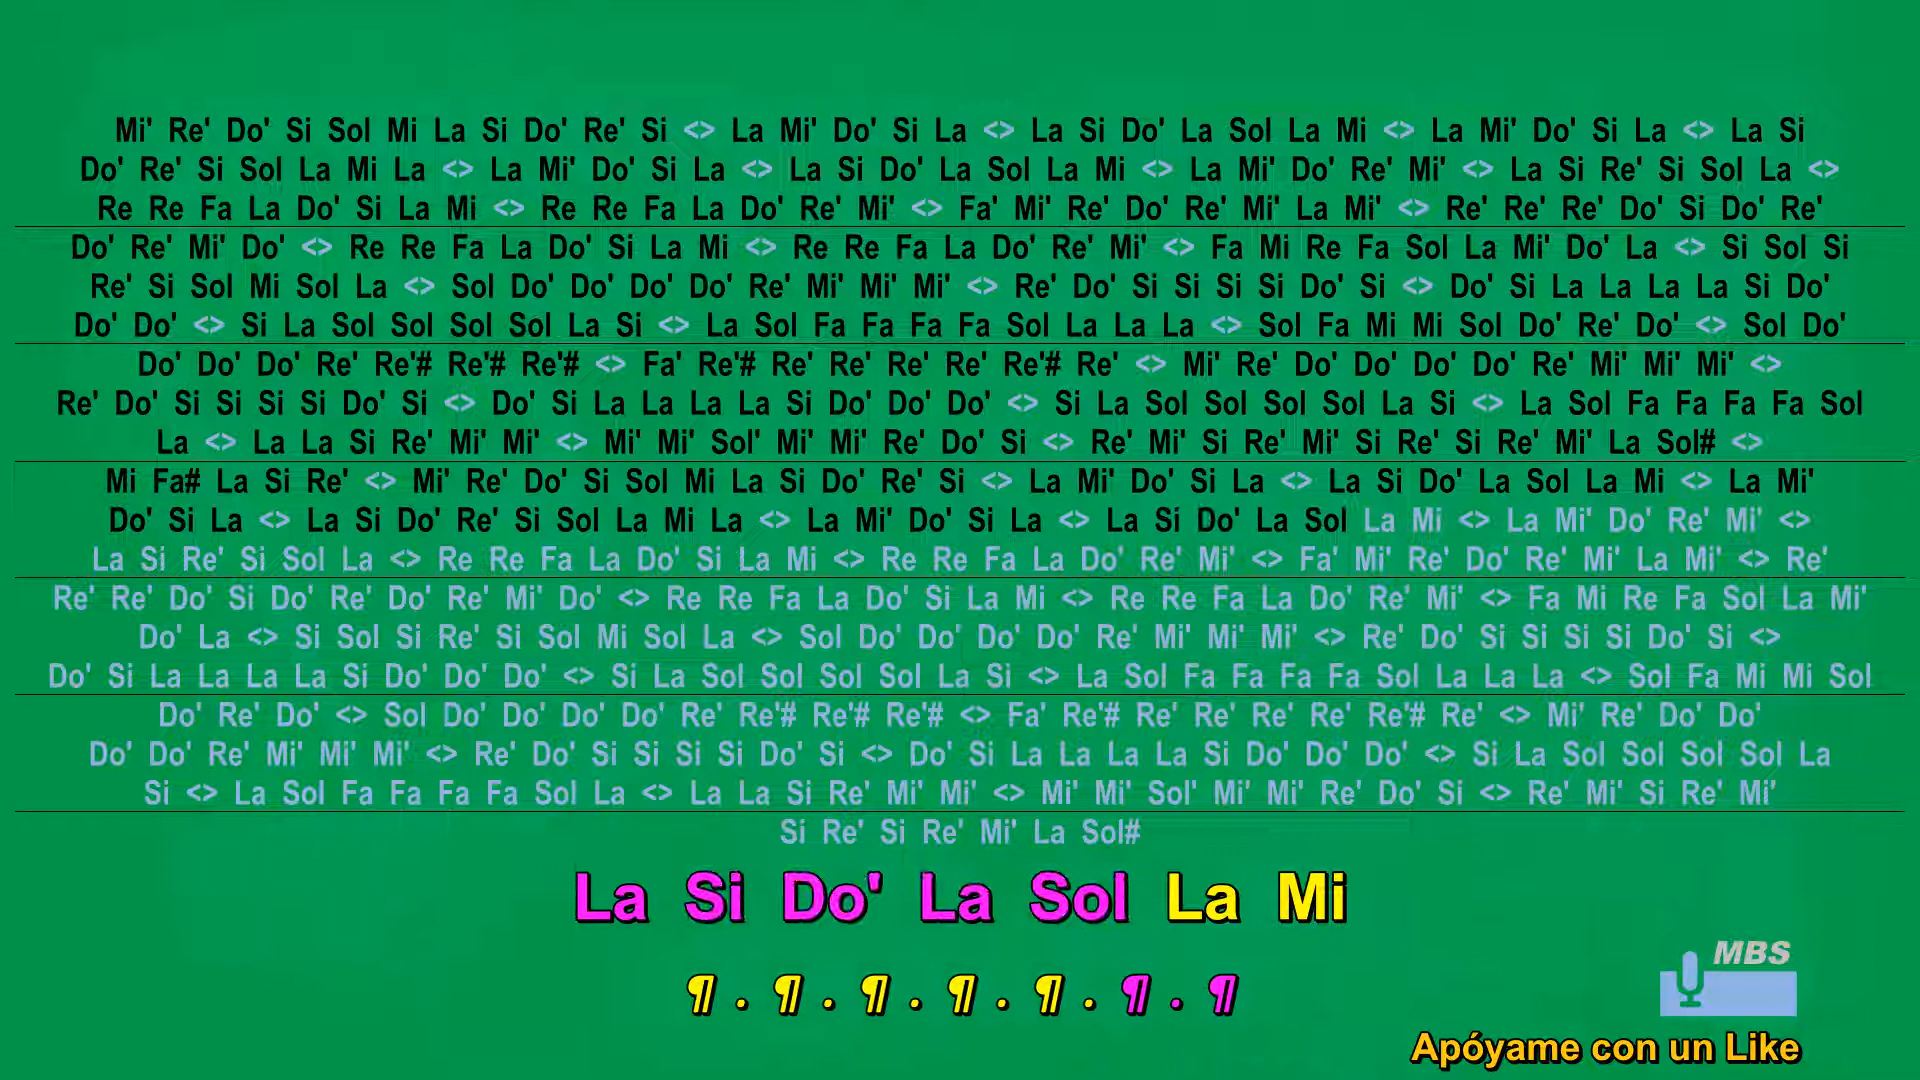 Mi' Re' Do' Si Sol Mi La Si Do' Re' Si <> La Mi' Do' Si La <> La Si Do' La Sol La Mi <> La Mi' Do' Si La <> La Si
Do' Re' Si Sol La Mi La <> La Mi' Do' Si La <> La Si Do' La Sol La Mi <> La Mi' Do' Re' Mi' <> La Si Re' Si Sol La <>
Re Re Fa La Do' Si La Mi <> Re Re Fa La Do' Re' Mi' <> Fa' Mi' Re' Do' Re' Mi' La Mi' <> Re' Re' Re' Do' Si Do' Re'
Do' Re' Mi' Do' <> Re Re Fa La Do' Si La Mi <> Re Re Fa La Do' Re' Mi' <> Fa Mi Re Fa Sol La Mi' Do' La <> Si Sol Si
Re' Si Sol Mi Sol La <> Sol Do' Do' Do' Do' Re' Mi' Mi' Mi' <> Re' Do' Si Si Si Si Do' Si <> Do' Si La La La La Si Do'
Do' Do' <> Si La Sol Sol Sol Sol La Si <> La Sol Fa Fa Fa Fa Sol La La La <> Sol Fa Mi Mi Sol Do' Re' Do' <> Sol Do'
Do' Do' Do' Re' Re'# Re'# Re'# <> Fa' Re'# Re' Re' Re' Re' Re'# Re' <> Mi' Re' Do' Do' Do' Do' Re' Mi' Mi' Mi' <>
Re' Do' Si Si Si Si Do' Si <> Do' Si La La La La Si Do' Do' Do' <> Si La Sol Sol Sol Sol La Si <> La Sol Fa Fa Fa Fa Sol
La <> La La Si Re' Mi' Mi' <> Mi' Mi' Sol' Mi' Mi' Re' Do' Si <> Re' Mi' Si Re' Mi' Si Re' Si Re' Mi' La Sol# <>
Mi Fa# La Si Re' <> Mi' Re' Do' Si Sol Mi La Si Do' Re' Si <> La Mi' Do' Si La <> La Si Do' La Sol La Mi <> La Mi'
Do' Si La <> La Si Do' Re' Si Sol La Mi La <> La Mi' Do' Si La <> La Si Do' La Sol La Mi <> La Mi' Do' Re' Mi' <>
La Si Re' Si Sol La <> Re Re Fa La Do' Si La Mi <> Re Re Fa La Do' Re' Mi' <> Fa' Mi' Re' Do' Re' Mi' La Mi' <> Re'
Re' Re' Do' Si Do' Re' Do' Re' Mi' Do' <> Re Re Fa La Do' Si La Mi <> Re Re Fa La Do' Re' Mi' <> Fa Mi Re Fa Sol La Mi'
Do' La <> Si Sol Si Re' Si Sol Mi Sol La <> Sol Do' Do' Do' Do' Re' Mi' Mi' Mi' <> Re' Do' Si Si Si Si Do' Si <>
Do' Si La La La La Si Do' Do' Do' <> Si La Sol Sol Sol Sol La Si <> La Sol Fa Fa Fa Fa Sol La La La <> Sol Fa Mi Mi Sol
Do' Re' Do' <> Sol Do' Do' Do' Do' Re' Re'# Re'# Re'# <> Fa' Re'# Re' Re' Re' Re' Re'# Re' <> Mi' Re' Do' Do'
Do' Do' Re' Mi' Mi' Mi' <> Re' Do' Si Si Si Si Do' Si <> Do' Si La La La La Si Do' Do' Do' <> Si La Sol Sol Sol Sol La
Si <> La Sol Fa Fa Fa Fa Sol La <> La La Si Re' Mi' Mi' <> Mi' Mi' Sol' Mi' Mi' Re' Do' Si <> Re' Mi' Si Re' Mi'
Si Re' Si Re' Mi' La Sol#
La Si Do' La Sol La Mi
¶ . ¶ . ¶ . ¶ . ¶ . ¶ . ¶
MBS
Apóyame con un Like